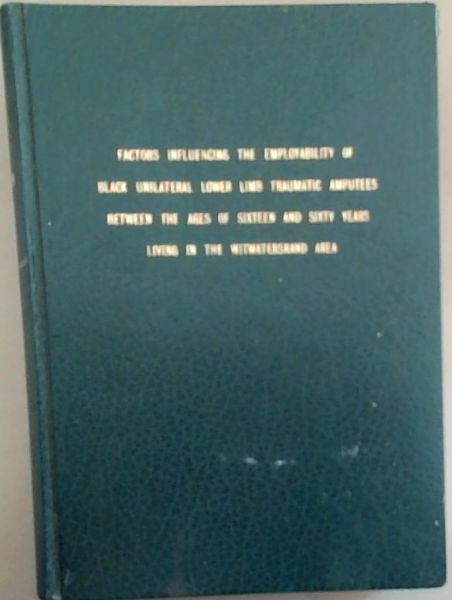 FACTORS INFLUENCING THE EMPLOYABILITY OF
BLACK UNILATERAL LOWER LIMB TRAUMATIC AMPUTEES
BETWEEN THE AGES OF SIXTEEN AND SIXTY YEARS
LIVING IN THE WITWATERSRAND AREA